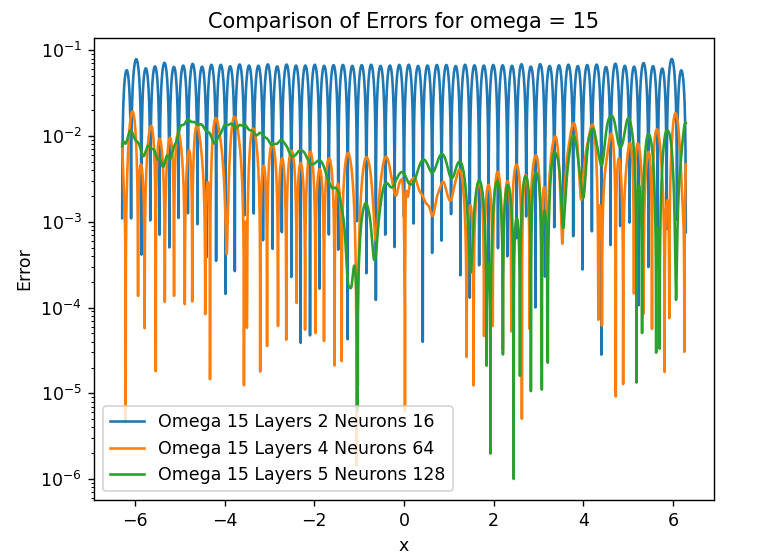 Comparison of Errors for omega = 15
Error
10⁻¹
10⁻²
10⁻³
10⁻⁴
10⁻⁵
10⁻⁶
Omega 15 Layers 2 Neurons 16
Omega 15 Layers 4 Neurons 64
Omega 15 Layers 5 Neurons 128
−6 −4 −2 0 2 4 6
x